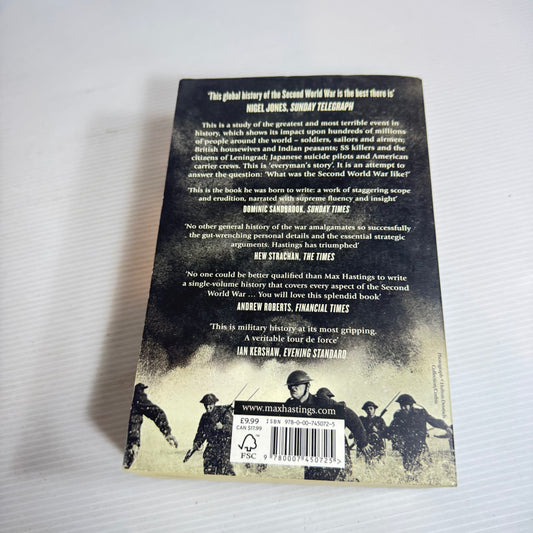 'This global history of the Second World War is the best there is'
NIGEL JONES, SUNDAY TELEGRAPH
This is a study of the greatest and most terrible event in
history, which shows its impact upon hundreds of millions
of people around the world – soldiers, sailors and airmen;
British housewives and Indian peasants; SS killers and the
citizens of Leningrad; Japanese suicide pilots and American
carrier crews. This is 'everyman's story'. It is an attempt to
answer the question: 'What was the Second World War like?'
'This is the book he was born to write: a work of staggering scope
and erudition, narrated with supreme fluency and insight'
DOMINIC SANDBROOK, SUNDAY TIMES
'No other general history of the war amalgamates so successfully
the gut-wrenching personal details and the essential strategic
arguments. Hastings has triumphed'
HEW STRACHAN, THE TIMES
'No one could be better qualified than Max Hastings to write
a single-volume history that covers every aspect of the Second
World War ... You will love this splendid book'
ANDREW ROBERTS, FINANCIAL TIMES
'This is military history at its most gripping.
A veritable tour de force'
IAN KERSHAW, EVENING STANDARD
Photograph © Hulton-Deutsch
Collection/Corbis
www.maxhastings.com
£9.99
CAN $17.99
ISBN 978-0-00-745072-5
FSC
9 780007 450725 >